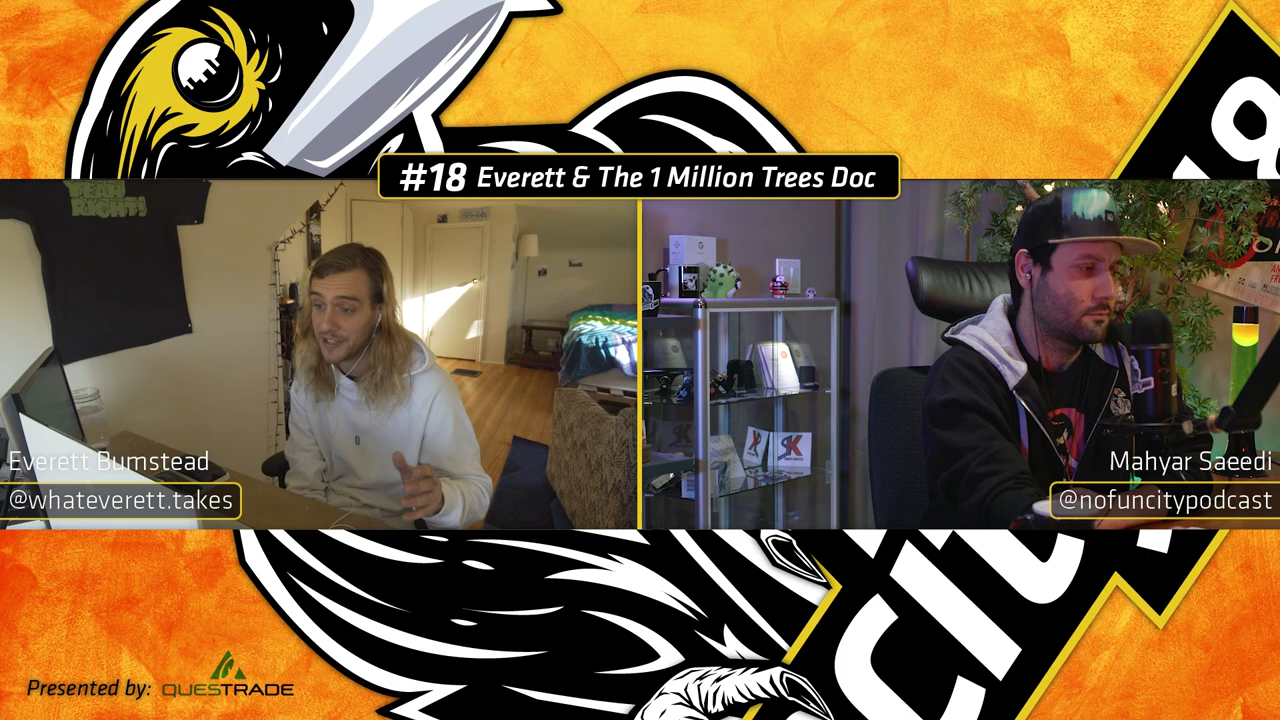 #18 Everett & The 1 Million Trees Doc
Everett Bumstead
@whateverett.takes
Mahyar Saeedi
@nofuncitypodcast
Presented by: QUESTRADE